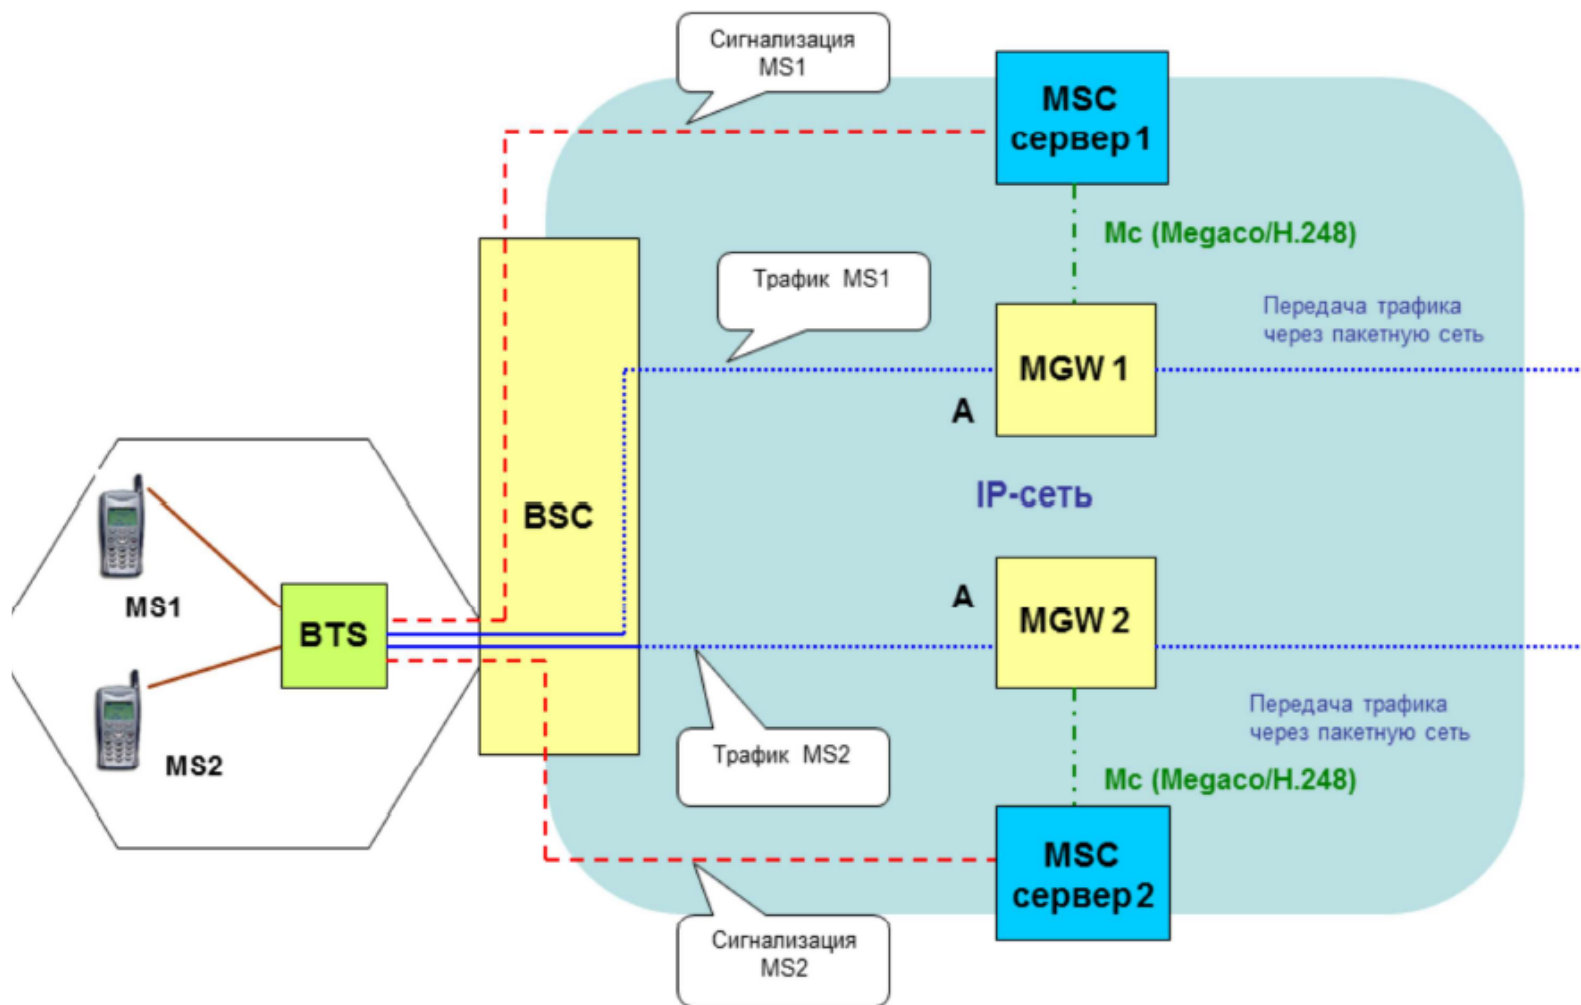 Сигнализация
MS1
MSC
сервер 1
Mc (Megaco/H.248)
Трафик MS1
Передача трафика
через пакетную сеть
MGW 1
A
IP-сеть
BSC
MS1
BTS
A
MGW 2
MS2
Трафик MS2
Передача трафика
через пакетную сеть
Mc (Megaco/H.248)
MSC
сервер 2
Сигнализация
MS2